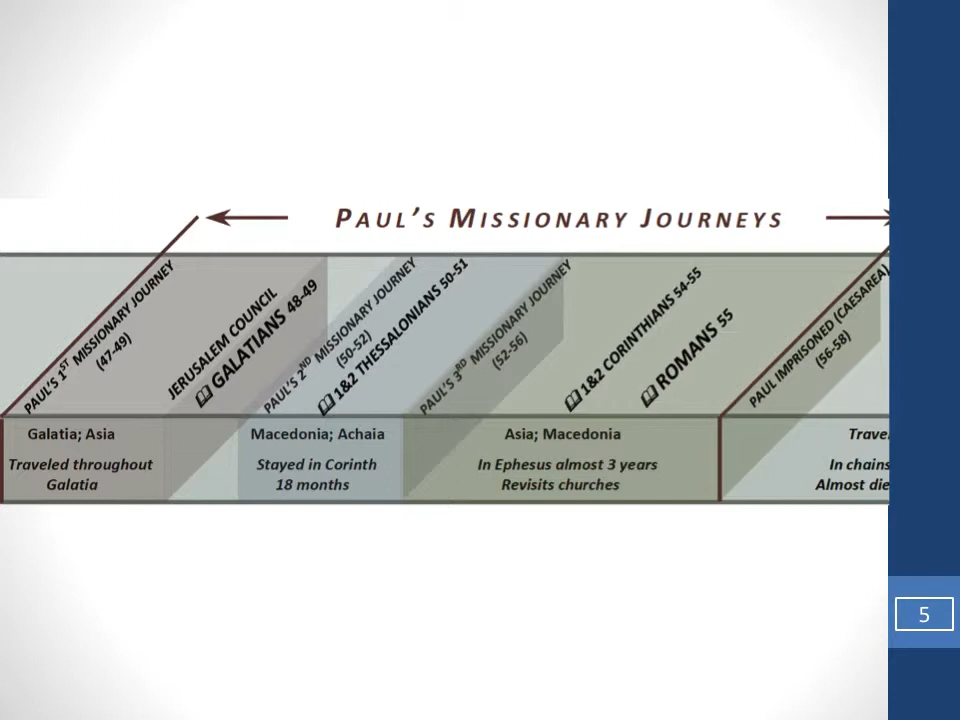 PAUL'S MISSIONARY JOURNEYS
PAUL'S 1ST MISSIONARY JOURNEY
(47-49)
JERUSALEM COUNCIL
GALATIANS 48-49
PAUL'S 2ND MISSIONARY JOURNEY
(50-52)
1&2 THESSALONIANS 50-51
PAUL'S 3RD MISSIONARY JOURNEY
(52-56)
1&2 CORINTHIANS 54-55
ROMANS 55
PAUL IMPRISONED (CAESAREA)
(56-58)
Galatia; Asia
Traveled throughout
Galatia
Macedonia; Achaia
Stayed in Corinth
18 months
Asia; Macedonia
In Ephesus almost 3 years
Revisits churches
In chains
Almost
5